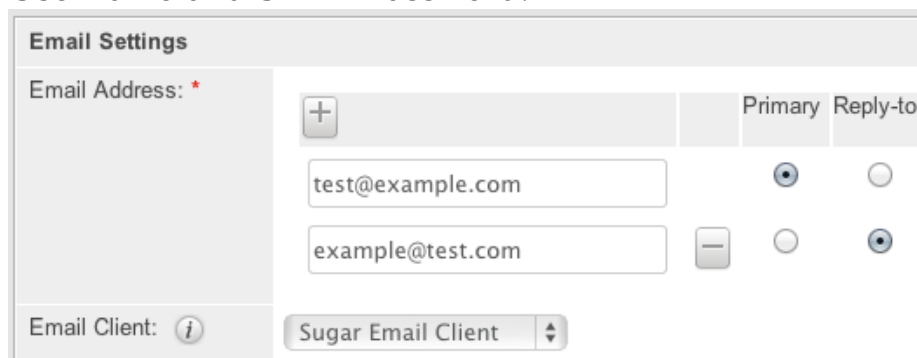 Email Settings
Email Address: *
Primary Reply-to
test@example.com
example@test.com
Email Client: i
Sugar Email Client